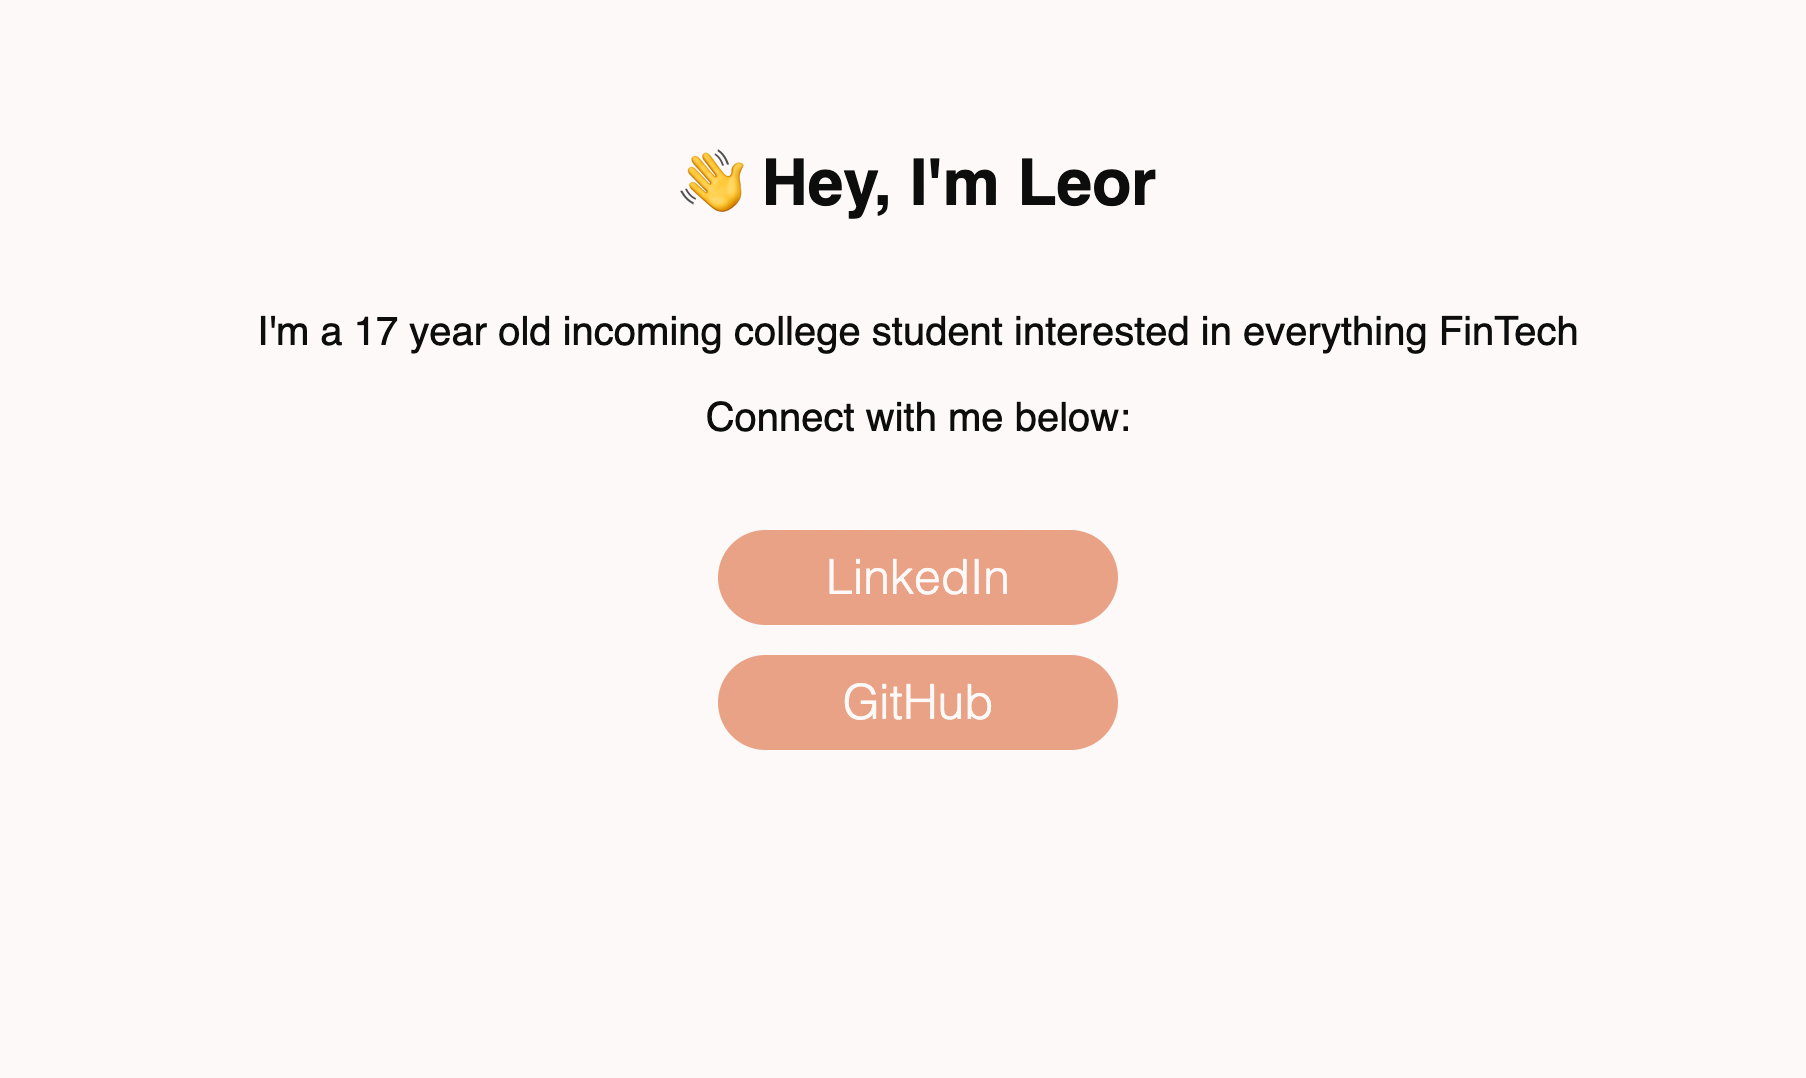 👋 Hey, I'm Leor
I'm a 17 year old incoming college student interested in everything FinTech
Connect with me below:
LinkedIn
GitHub